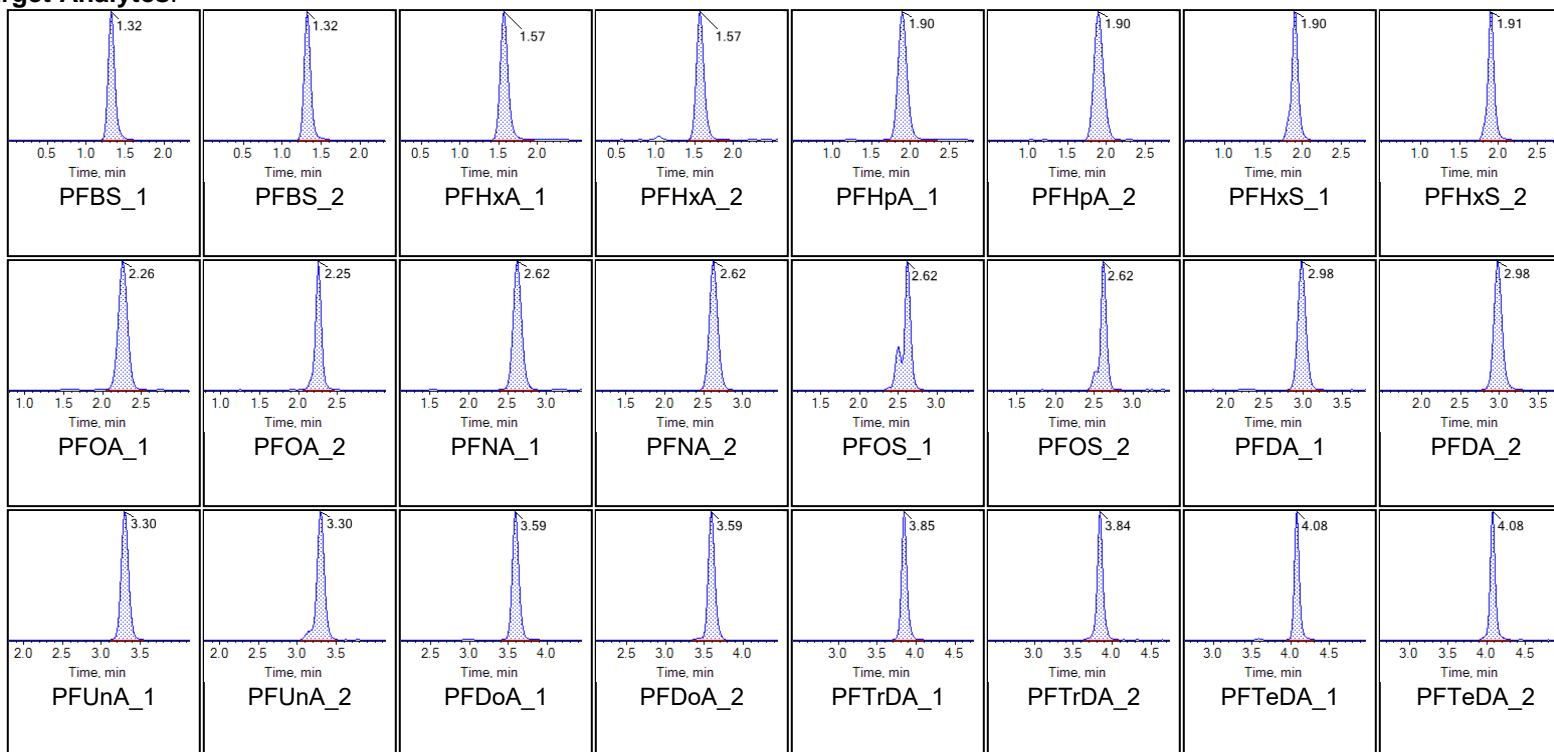 1.32 1.32 1.57 1.57 1.90 1.90 1.90 1.91
0.5 1.0 1.5 2.0 0.5 1.0 1.5 2.0 0.5 1.0 1.5 2.0 0.5 1.0 1.5 2.0 1.0 1.5 2.0 2.5 1.0 1.5 2.0 2.5 1.0 1.5 2.0 2.5 1.0 1.5 2.0 2.5
Time, min Time, min Time, min Time, min Time, min Time, min Time, min Time, min
PFBS_1 PFBS_2 PFHxA_1 PFHxA_2 PFHpA_1 PFHpA_2 PFHxS_1 PFHxS_2
2.26 2.25 2.62 2.62 2.62 2.62 2.98 2.98
1.0 1.5 2.0 2.5 1.0 1.5 2.0 2.5 1.5 2.0 2.5 3.0 1.5 2.0 2.5 3.0 1.5 2.0 2.5 3.0 1.5 2.0 2.5 3.0 2.0 2.5 3.0 3.5 2.0 2.5 3.0 3.5
Time, min Time, min Time, min Time, min Time, min Time, min Time, min Time, min
PFOA_1 PFOA_2 PFNA_1 PFNA_2 PFOS_1 PFOS_2 PFDA_1 PFDA_2
3.30 3.30 3.59 3.59 3.85 3.84 4.08 4.08
2.0 2.5 3.0 3.5 2.0 2.5 3.0 3.5 2.5 3.0 3.5 4.0 2.5 3.0 3.5 4.0 3.0 3.5 4.0 4.5 3.0 3.5 4.0 4.5 3.0 3.5 4.0 4.5 3.0 3.5 4.0 4.5
Time, min Time, min Time, min Time, min Time, min Time, min Time, min Time, min
PFUnA_1 PFUnA_2 PFDoA_1 PFDoA_2 PFTrDA_1 PFTrDA_2 PFTeDA_1 PFTeDA_2